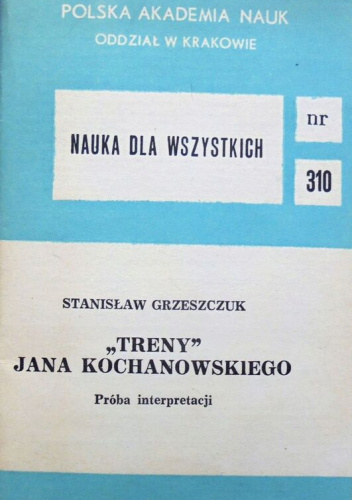 POLSKA AKADEMIA NAUK
ODDZIAŁ W KRAKOWIE
NAUKA DLA WSZYSTKICH
nr
310
STANISŁAW GRZESZCZUK
„TRENY”
JANA KOCHANOWSKIEGO
Próba interpretacji